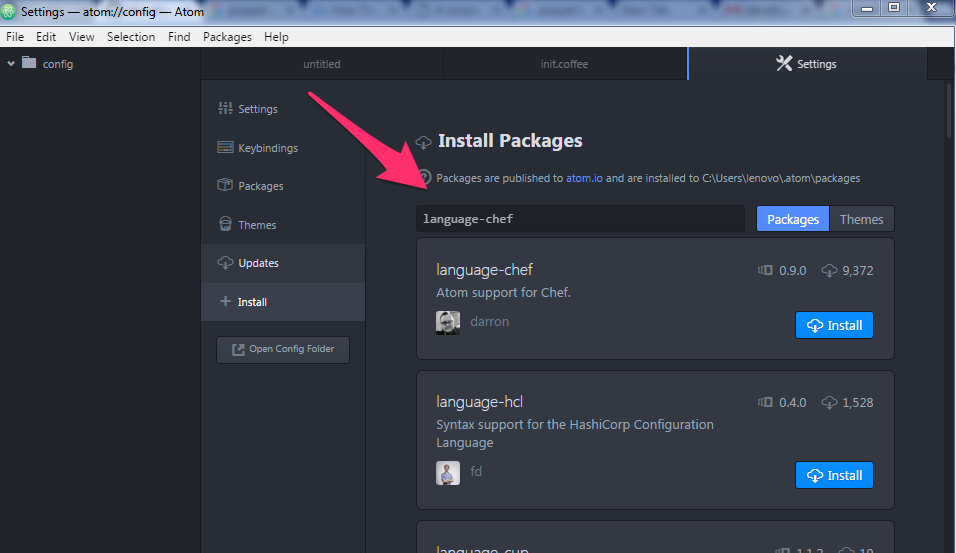 Settings — atom://config — Atom
File Edit View Selection Find Packages Help
config
untitled
init.coffee
Settings
Settings
Keybindings
Packages
Themes
Updates
Install
Open Config Folder
Install Packages
Packages are published to atom.io and are installed to C:\Users\lenovo\.atom\packages
language-chef
Packages
Themes
language-chef
0.9.0
9,372
Atom support for Chef.
darron
Install
language-hcl
0.4.0
1,528
Syntax support for the HashiCorp Configuration
Language
fd
Install